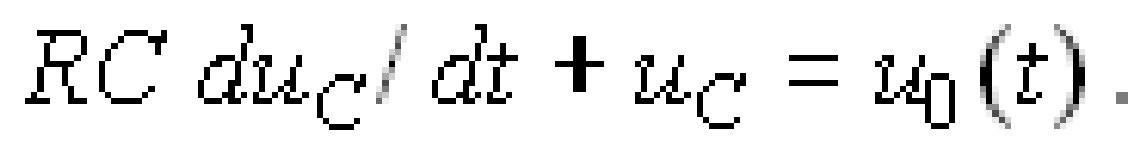 RC du_C/ dt + u_C = u_0(t).